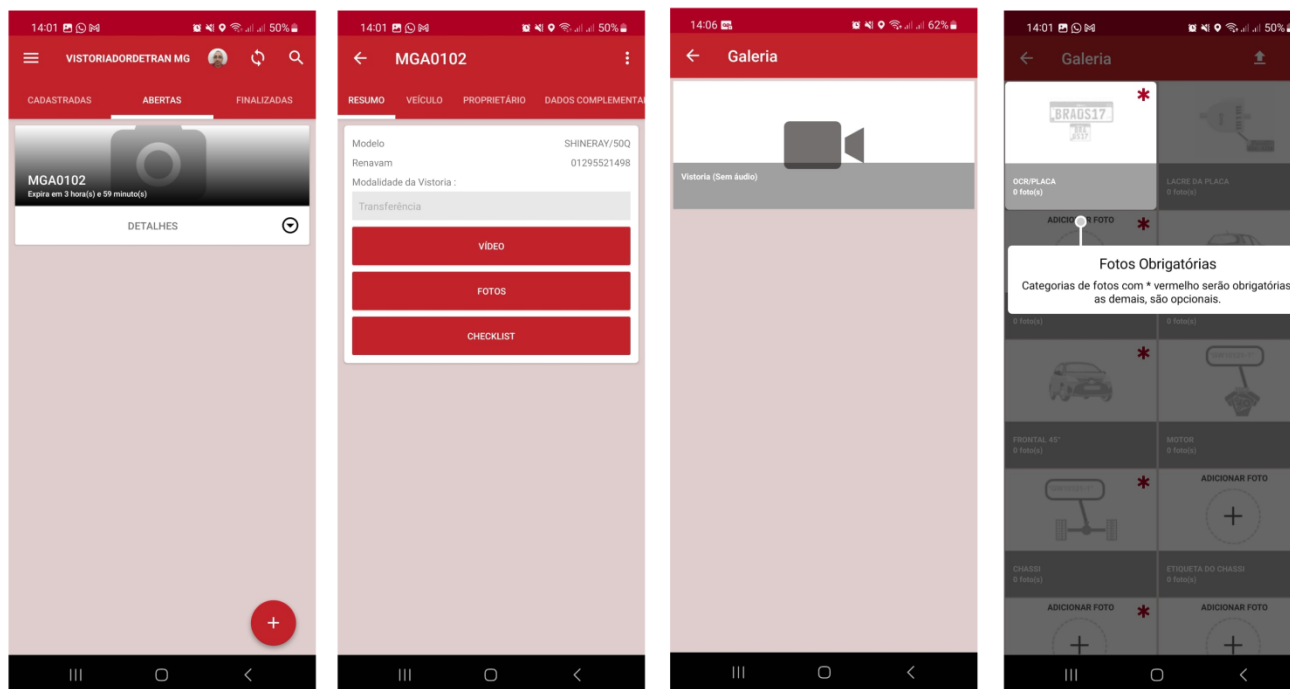 14:01
50%
VISTORIADORDETRAN MG
CADASTRADAS ABERTAS FINALIZADAS
MGA0102
Expira em 3 hora(s) e 59 minuto(s)
DETALHES
14:01
50%
MGA0102
RESUMO VEÍCULO PROPRIETÁRIO DADOS COMPLEMENTA
Modelo SHINERAY/50Q
Renavam 01295521498
Modalidade da Vistoria :
Transferência
VÍDEO
FOTOS
CHECKLIST
14:06
62%
Galeria
Vistoria (Sem áudio)
14:01
50%
Galeria
BRADS17
OCR/PLACA LACRE DA PLACA
0 foto(s) 0 foto(s)
Fotos Obrigatórias
Categorias de fotos com * vermelho serão obrigatórias
as demais, são opcionais.
0 foto(s) 0 foto(s)
FRONTAL 45° MOTOR
0 foto(s) 0 foto(s)
ADICIONAR FOTO
CHASSI ETIQUETA DO CHASSI
0 foto(s) 0 foto(s)
ADICIONAR FOTO ADICIONAR FOTO